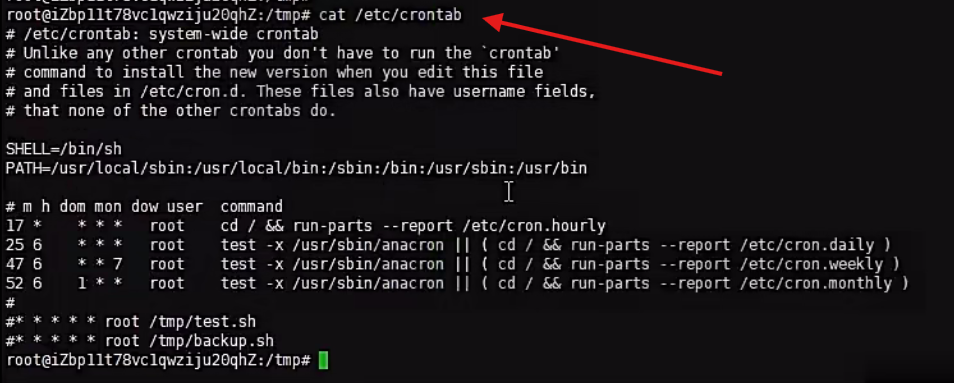 root@iZbp11t78vc1qwziju20qhZ:/tmp# cat /etc/crontab
# /etc/crontab: system-wide crontab
# Unlike any other crontab you don't have to run the `crontab'
# command to install the new version when you edit this file
# and files in /etc/cron.d. These files also have username fields,
# that none of the other crontabs do.

SHELL=/bin/sh
PATH=/usr/local/sbin:/usr/local/bin:/sbin:/bin:/usr/sbin:/usr/bin

# m h dom mon dow user  command
17 *    * * *   root    cd / && run-parts --report /etc/cron.hourly
25 6    * * *   root    test -x /usr/sbin/anacron || ( cd / && run-parts --report /etc/cron.daily )
47 6    * * 7   root    test -x /usr/sbin/anacron || ( cd / && run-parts --report /etc/cron.weekly )
52 6    1 * *   root    test -x /usr/sbin/anacron || ( cd / && run-parts --report /etc/cron.monthly )
#
#* * * * * root /tmp/test.sh
#* * * * * root /tmp/backup.sh
root@iZbp11t78vc1qwziju20qhZ:/tmp#